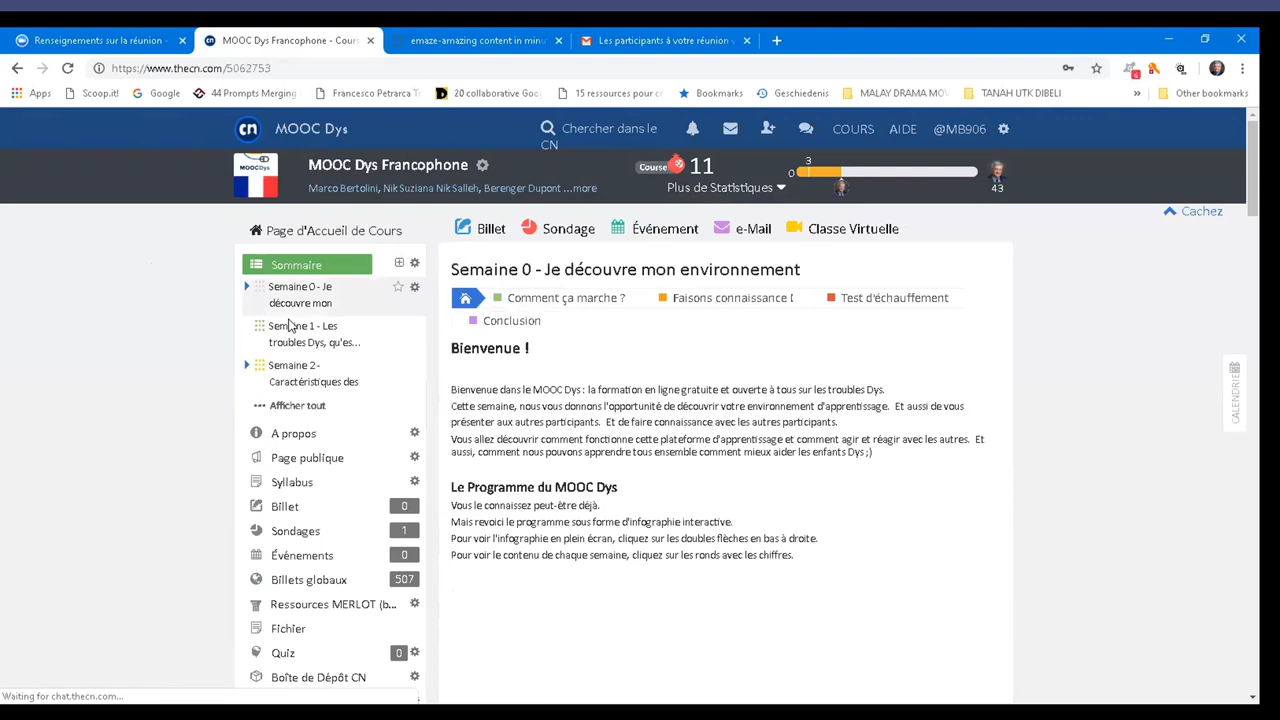 Renseignements sur la réunion -
MOOC Dys Francophone - Cours
emaze-amazing content in minu
Les participants à votre réunion v
https://www.thecn.com/5062753
Apps
Scoop.it!
Google
44 Prompts Merging
Francesco Petrarca T
20 collaborative Goo
15 ressources pour cr
Bookmarks
Geschiedenis
MALAY DRAMA MOV
TANAH UTK DIBELI
»
Other bookmarks
cn
MOOC Dys
Chercher dans le
CN
COURS
AIDE
@MB906
MOOCDys
MOOC Dys Francophone
Marco Bertolini, Nik Suziana Nik Salleh, Berenger Dupont ...more
Course
11
Plus de Statistiques
3
0
43
Cachez
Page d'Accueil de Cours
Billet
Sondage
Événement
e-Mail
Classe Virtuelle
Sommaire
Semaine 0 - Je
découvre mon
Semaine 1 - Les
troubles Dys, qu'es...
Semaine 2 -
Caractéristiques des
Afficher tout
A propos
Page publique
Syllabus
Billet
0
Sondages
1
Événements
0
Billets globaux
507
Ressources MERLOT (b...
Fichier
Quiz
0
Boîte de Dépôt CN
Semaine 0 - Je découvre mon environnement
Comment ça marche ?
Faisons connaissance
Test d'échauffement
Conclusion
Bienvenue !
Bienvenue dans le MOOC Dys : la formation en ligne gratuite et ouverte à tous sur les troubles Dys.
Cette semaine, nous vous donnons l'opportunité de découvrir votre environnement d'apprentissage. Et aussi de vous
présenter aux autres participants. Et de faire connaissance avec les autres participants.
Vous allez découvrir comment fonctionne cette plateforme d'apprentissage et comment agir et réagir avec les autres. Et
aussi, comment nous pouvons apprendre tous ensemble comment mieux aider les enfants Dys ;)
Le Programme du MOOC Dys
Vous le connaissez peut-être déjà.
Mais revoici le programme sous forme d'infographie interactive.
Pour voir l'infographie en plein écran, cliquez sur les doubles flèches en bas à droite.
Pour voir le contenu de chaque semaine, cliquez sur les ronds avec les chiffres.
CALENDRIE
Waiting for chat.thecn.com...